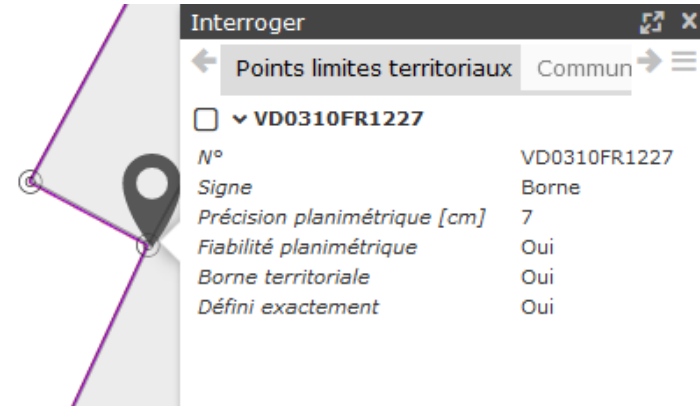 Interroger
Points limites territoriaux Commun
VD0310FR1227
N° VD0310FR1227
Signe Borne
Précision planimétrique [cm] 7
Fiabilité planimétrique Oui
Borne territoriale Oui
Défini exactement Oui